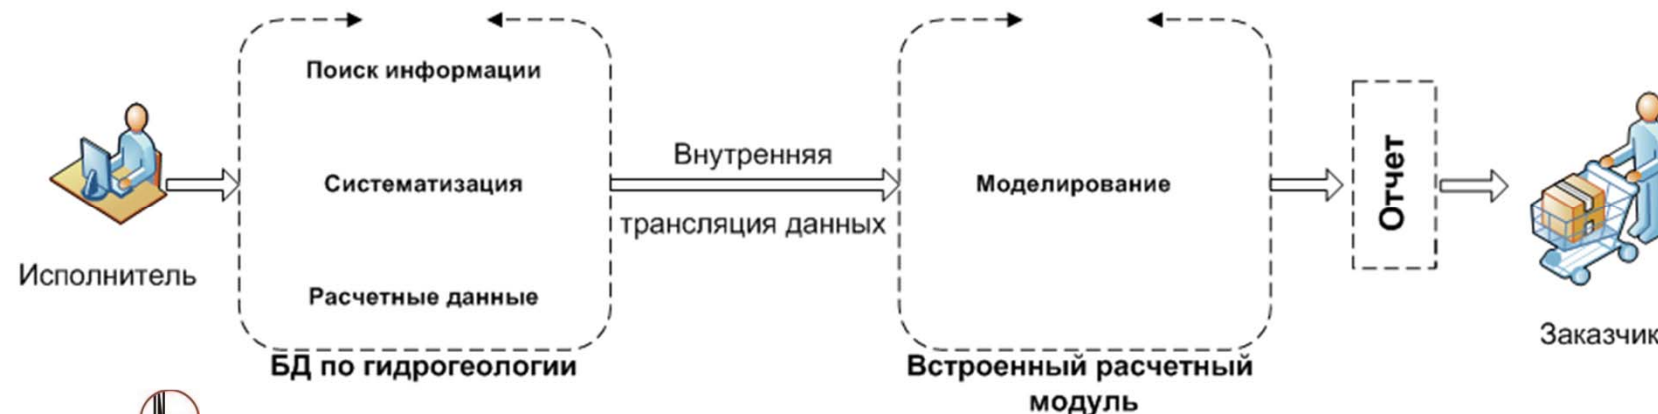 Поиск информации
Внутренняя
Систематизация
Моделирование
Отчет
трансляция данных
Исполнитель
Расчетные данные
Заказчик
БД по гидрогеологии
Встроенный расчетный
модуль